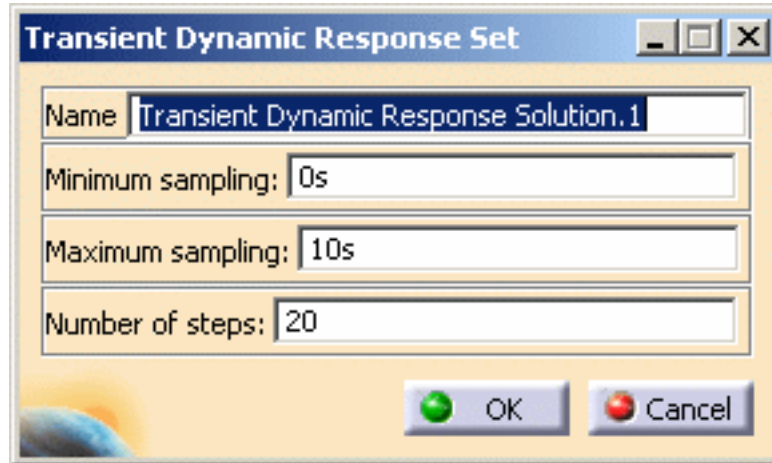 Transient Dynamic Response Set
Name Transient Dynamic Response Solution.1
Minimum sampling: 0s
Maximum sampling: 10s
Number of steps: 20
OK Cancel